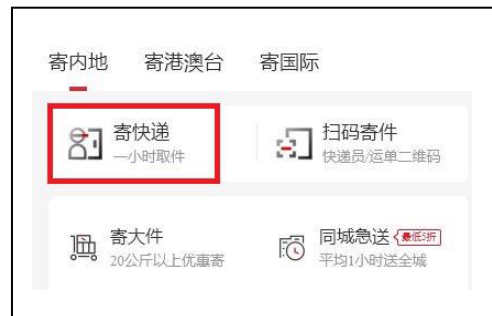 寄内地 寄港澳台 寄国际
寄快递
一小时取件
扫码寄件
快递员/运单二维码
寄大件
20公斤以上优重寄
同城急送 最低5折
平均1小时送全城